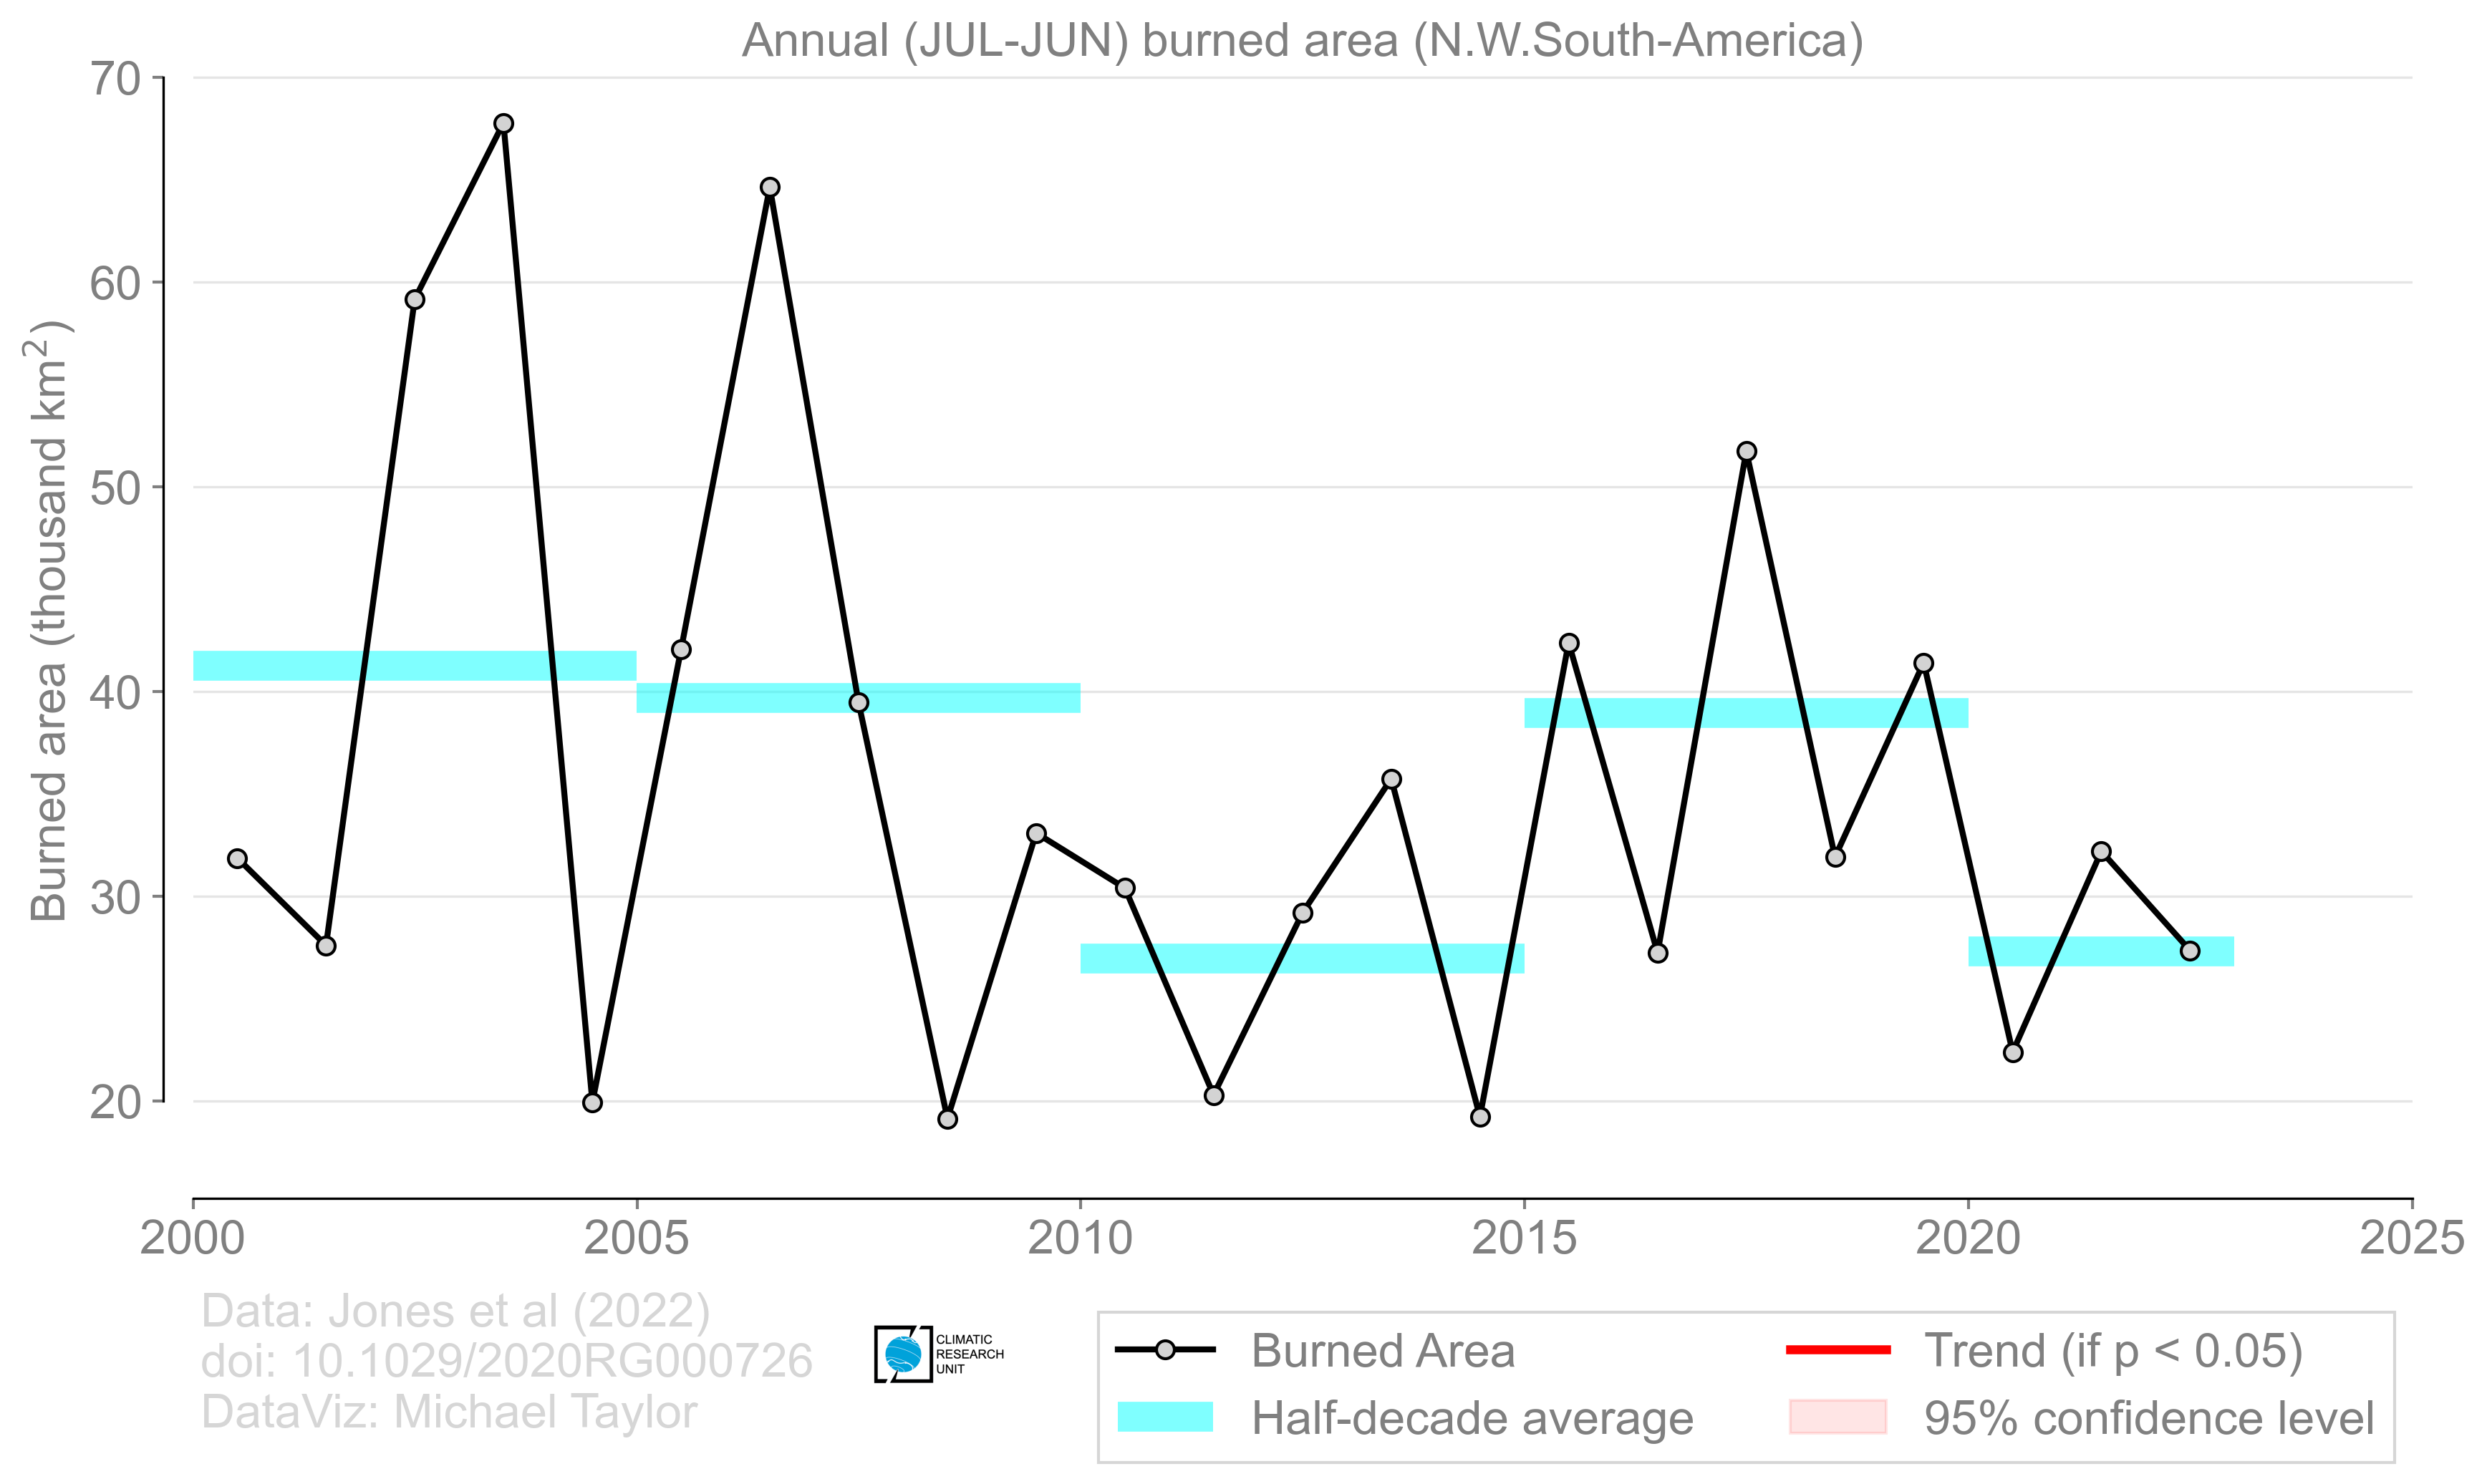 Annual (JUL-JUN) burned area (N.W.South-America)
Burned area (thousand km²)
70
60
50
40
30
20
2000 2005 2010 2015 2020 2025
Data: Jones et al (2022)
doi: 10.1029/2020RG000726
DataViz: Michael Taylor
CLIMATIC
RESEARCH
UNIT
Burned Area
Half-decade average
Trend (if p < 0.05)
95% confidence level